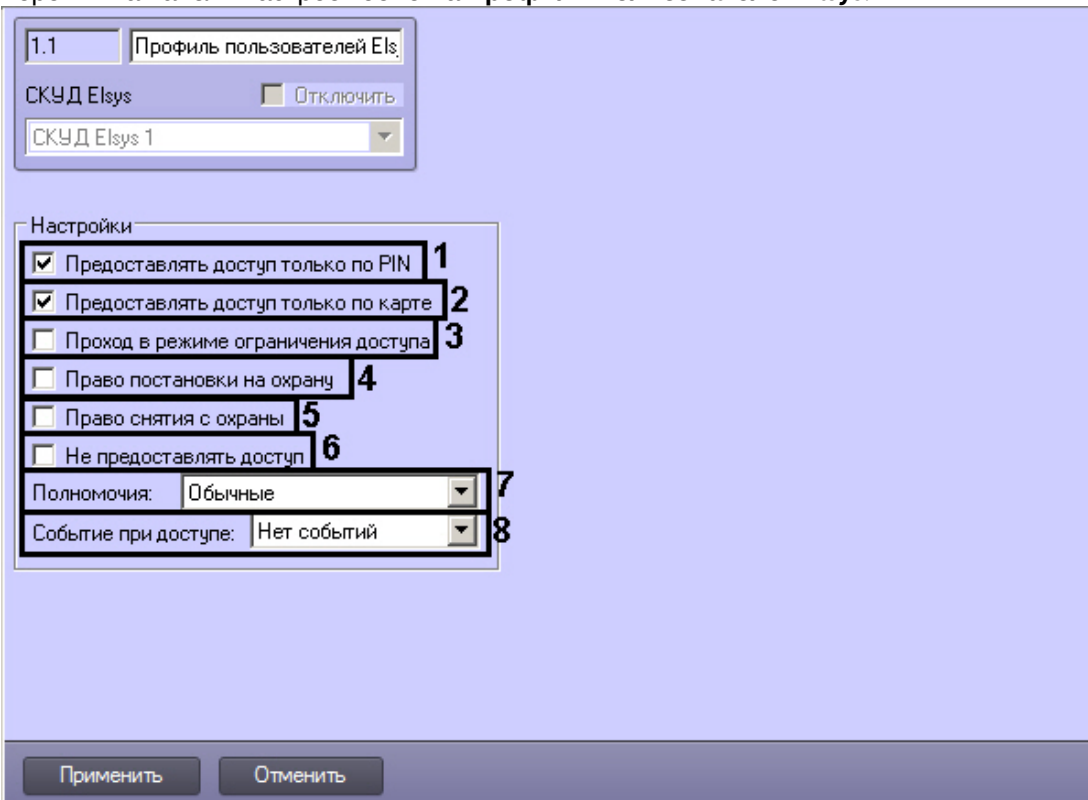 1.1 Профиль пользователей Els
СКУД Elsys Отключить
СКУД Elsys 1
Настройки
Предоставлять доступ только по PIN 1
Предоставлять доступ только по карте 2
Проход в режиме ограничения доступа 3
Право постановки на охрану 4
Право снятия с охраны 5
Не предоставлять доступ 6
Полномочия: Обычные 7
Событие при доступе: Нет событий 8
Применить Отменить